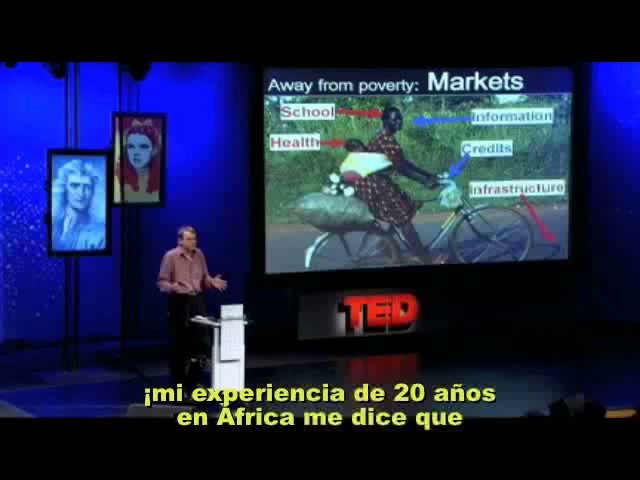 Away from poverty: Markets
School
Information
Health
Credits
Infrastructure
TED
¡mi experiencia de 20 años
en África me dice que